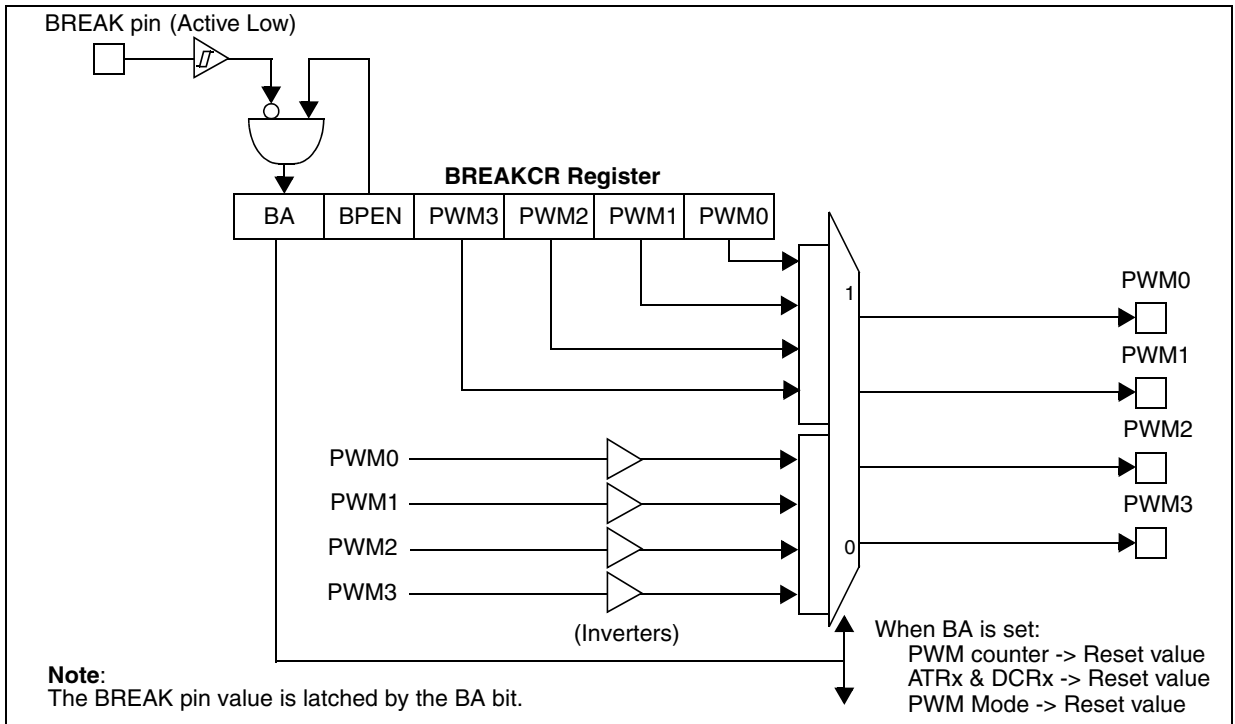 BREAK pin (Active Low)
BREAKCR Register
BA BPEN PWM3 PWM2 PWM1 PWM0
1
PWM0
PWM1
PWM2
PWM3
PWM0
PWM1
PWM2
PWM3
0
(Inverters)
When BA is set:
PWM counter -> Reset value
ATRx & DCRx -> Reset value
PWM Mode -> Reset value
Note:
The BREAK pin value is latched by the BA bit.